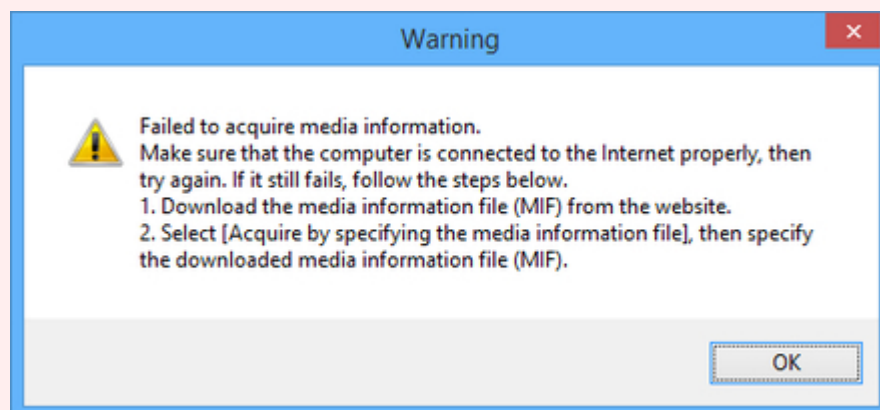 Warning
Failed to acquire media information.
Make sure that the computer is connected to the Internet properly, then
try again. If it still fails, follow the steps below.
1. Download the media information file (MIF) from the website.
2. Select [Acquire by specifying the media information file], then specify
the downloaded media information file (MIF).
OK